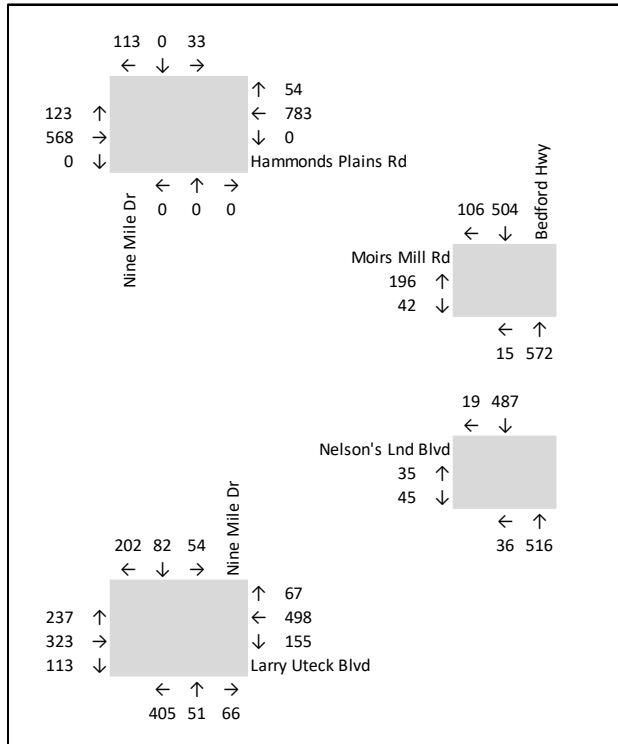 113 0 33
← ↓ →
↑ 54
123 ↑ ← 783
568 → ↓ 0
0 ↓ Hammonds Plains Rd
← ↑ →
0 0 0
Nine Mile Dr
106 504
← ↓
Bedford Hwy
Moirs Mill Rd
196 ↑
42 ↓
← ↑
15 572
19 487
← ↓
Nelson's Lnd Blvd
35 ↑
45 ↓
← ↑
36 516
Nine Mile Dr
202 82 54
← ↓ →
↑ 67
237 ↑ ← 498
323 → ↓ 155
113 ↓ Larry Uteck Blvd
← ↑ →
405 51 66